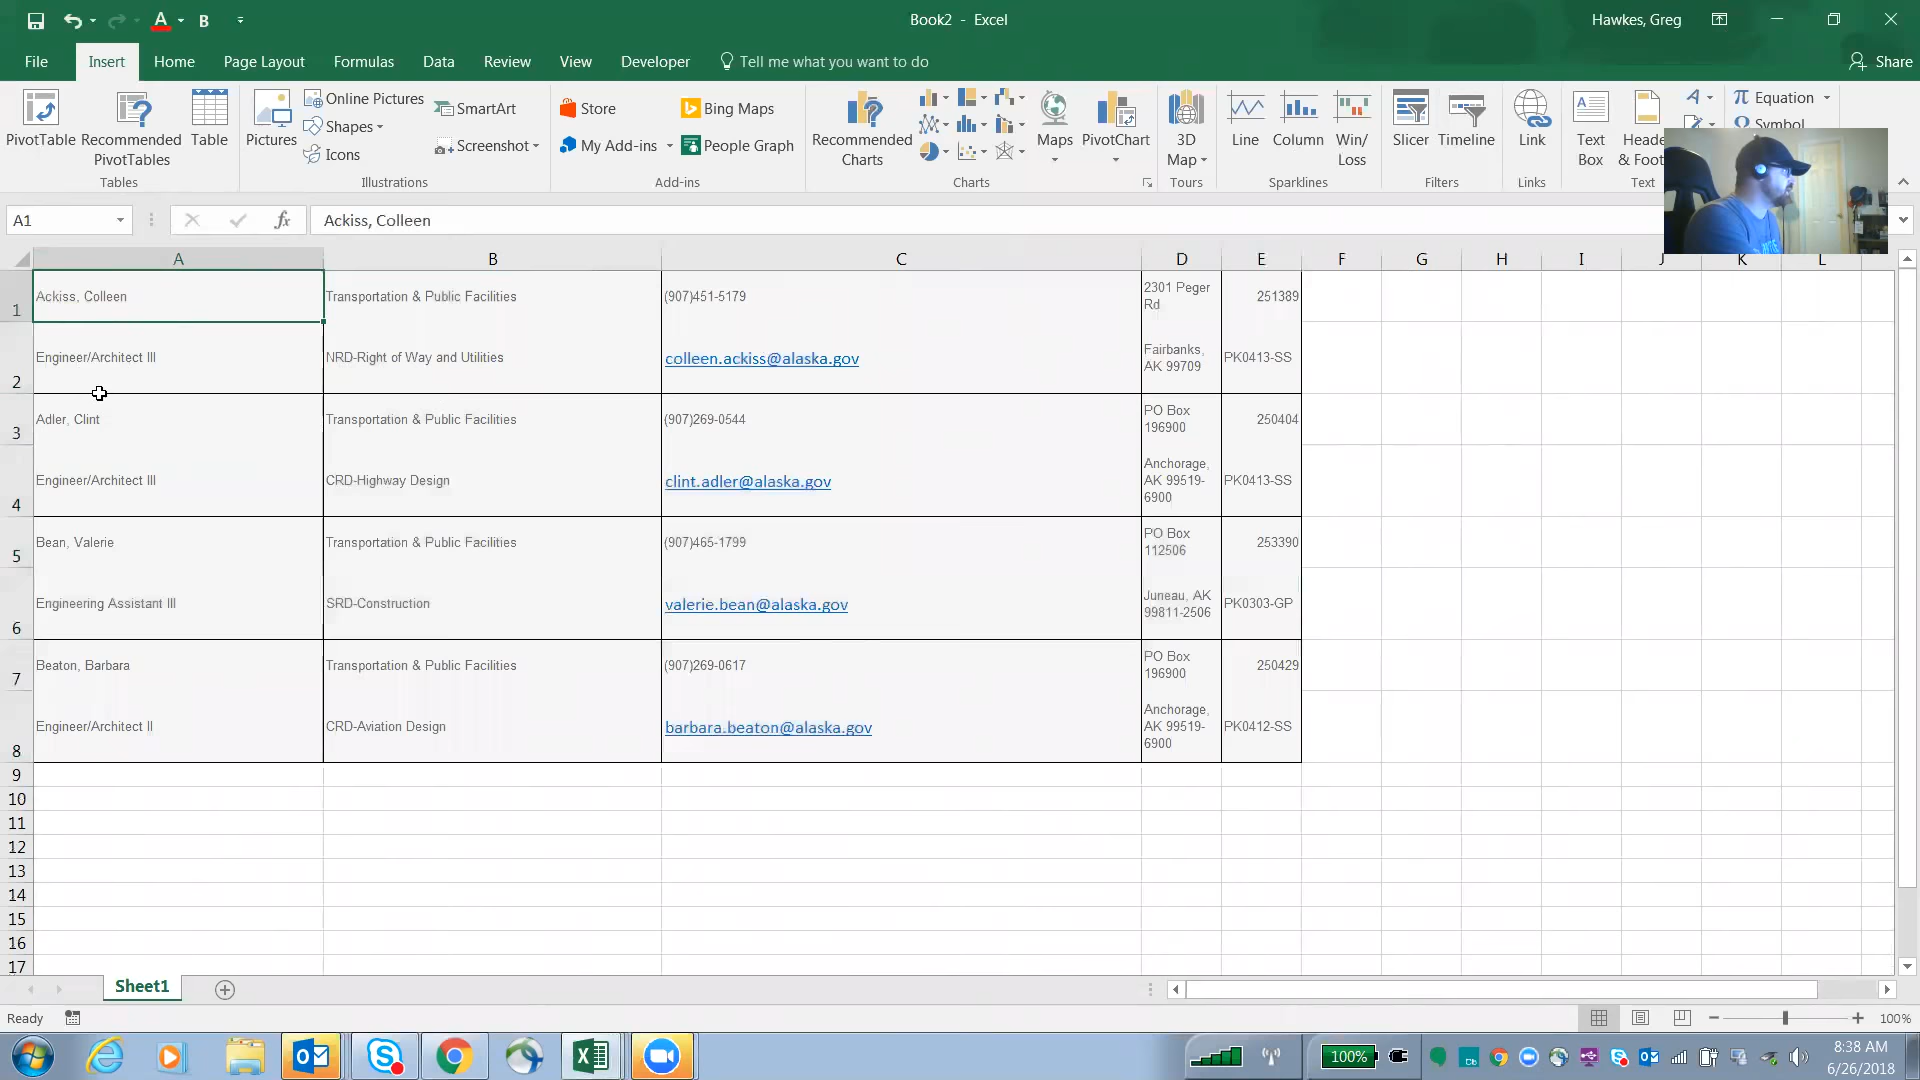 A B Book2 - Excel Hawkes, Greg
File Insert Home Page Layout Formulas Data Review View Developer Tell me what you want to do Share
PivotTable Recommended PivotTables Table
Tables
Pictures Online Pictures Shapes Icons SmartArt Screenshot
Illustrations
Store My Add-ins Bing Maps People Graph
Add-ins
Recommended Charts Maps PivotChart
Charts
3D Map
Tours
Line Column Win/ Loss
Sparklines
Slicer Timeline
Filters
Link
Links
Text Box Heade & Foot
Text
π Equation
Ω Symbol
A1 fx Ackiss, Colleen
A B C D E F G H I J K L
1 Ackiss, Colleen Transportation & Public Facilities (907)451-5179 2301 Peger Rd 251389
2 Engineer/Architect III NRD-Right of Way and Utilities colleen.ackiss@alaska.gov Fairbanks, AK 99709 PK0413-SS
3 Adler, Clint Transportation & Public Facilities (907)269-0544 PO Box 196900 250404
4 Engineer/Architect III CRD-Highway Design clint.adler@alaska.gov Anchorage, AK 99519-6900 PK0413-SS
5 Bean, Valerie Transportation & Public Facilities (907)465-1799 PO Box 112506 253390
6 Engineering Assistant III SRD-Construction valerie.bean@alaska.gov Juneau, AK 99811-2506 PK0303-GP
7 Beaton, Barbara Transportation & Public Facilities (907)269-0617 PO Box 196900 250429
8 Engineer/Architect II CRD-Aviation Design barbara.beaton@alaska.gov Anchorage, AK 99519-6900 PK0412-SS
9
10
11
12
13
14
15
16
17
Sheet1
Ready 100%
100% 8:38 AM
6/26/2018